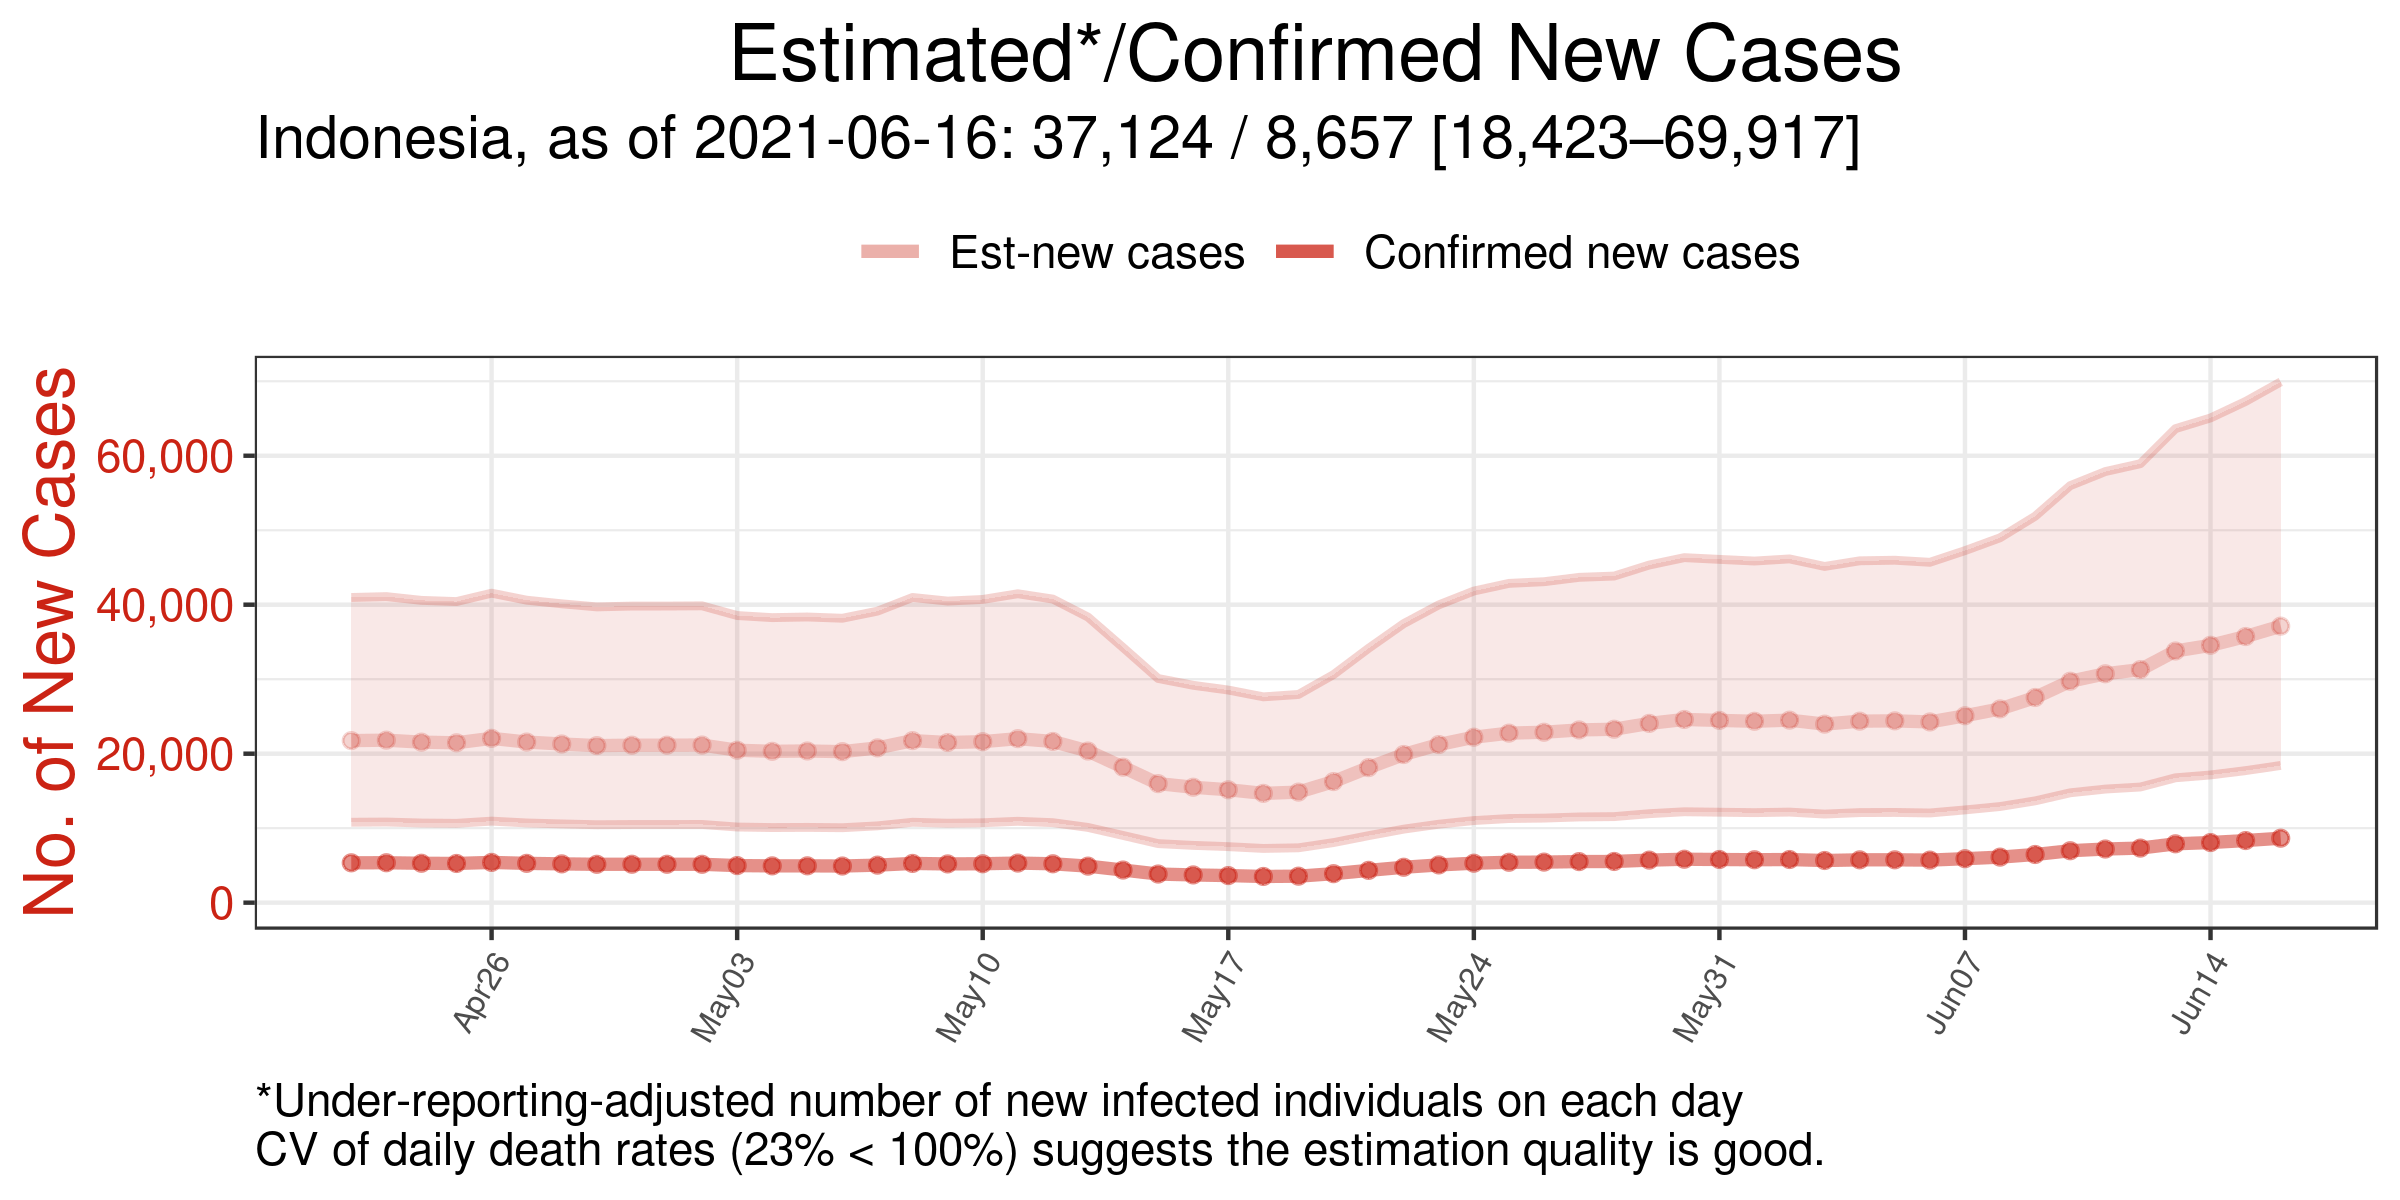 Estimated*/Confirmed New Cases
Indonesia, as of 2021-06-16: 37,124 / 8,657 [18,423–69,917]
Est-new cases
Confirmed new cases
No. of New Cases
60,000
40,000
20,000
0
Apr26
May03
May10
May17
May24
May31
Jun07
Jun14
*Under-reporting-adjusted number of new infected individuals on each day
CV of daily death rates (23% < 100%) suggests the estimation quality is good.